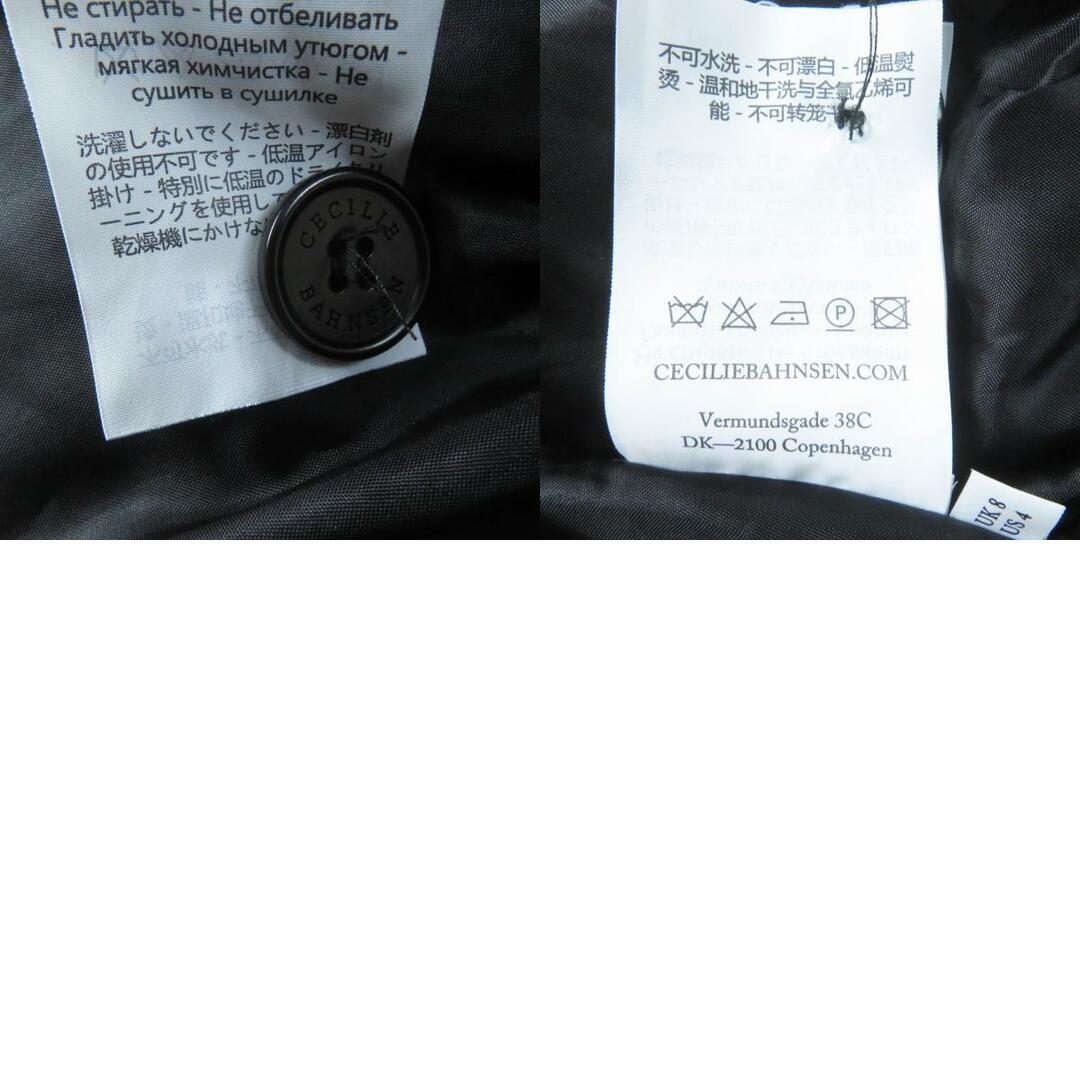 Не стирать - Не отбеливать
Гладить холодным утюгом -
мягкая химчистка - Не
сушить в сушилке
洗濯しないでください - 漂白剤
の使用不可です - 低温アイロン
掛け - 特別に低温のドライクリ
ーニングを使用して
乾燥機にかけな
CECILIE
BAHNSEN
不可水洗 - 不可漂白 - 低温熨
烫 - 温和地干洗与全氯乙烯可
能 - 不可转笼
P
CECILIEBAHNSEN.COM
Vermundsgade 38C
DK—2100 Copenhagen
UK 8
US 4